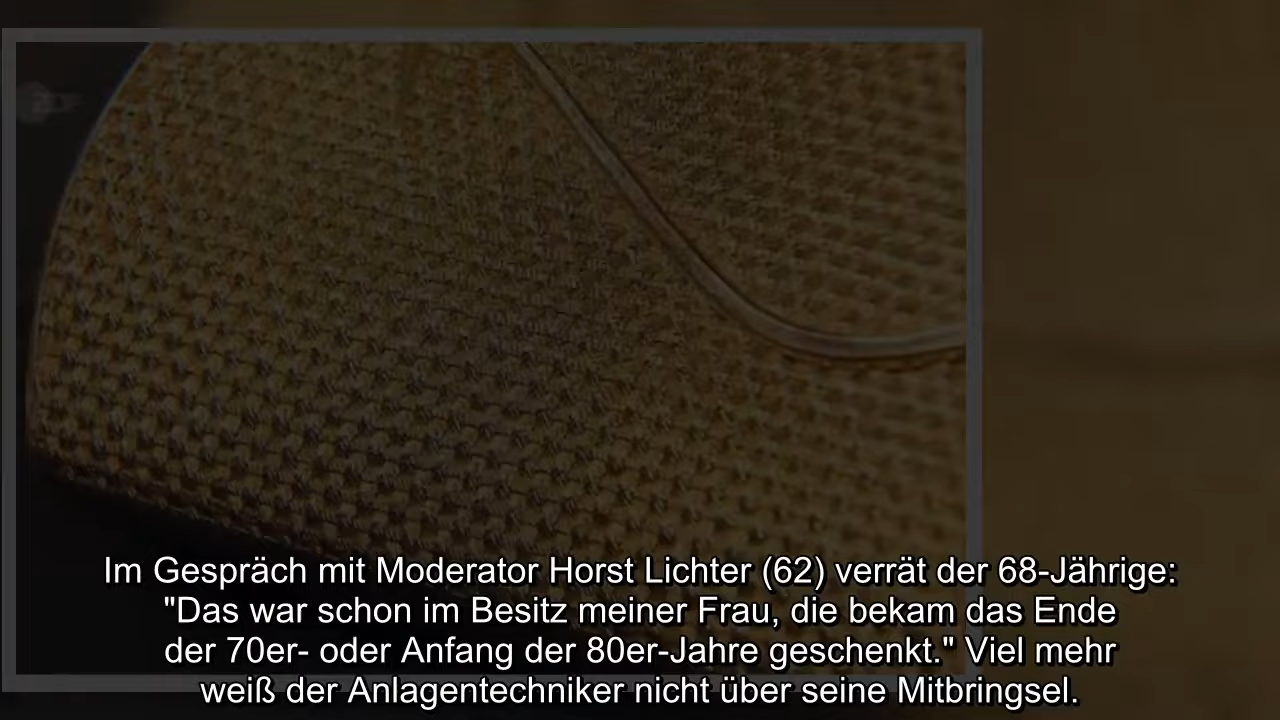 Im Gespräch mit Moderator Horst Lichter (62) verrät der 68-Jährige:
"Das war schon im Besitz meiner Frau, die bekam das Ende
der 70er- oder Anfang der 80er-Jahre geschenkt." Viel mehr
weiß der Anlagentechniker nicht über seine Mitbringsel.